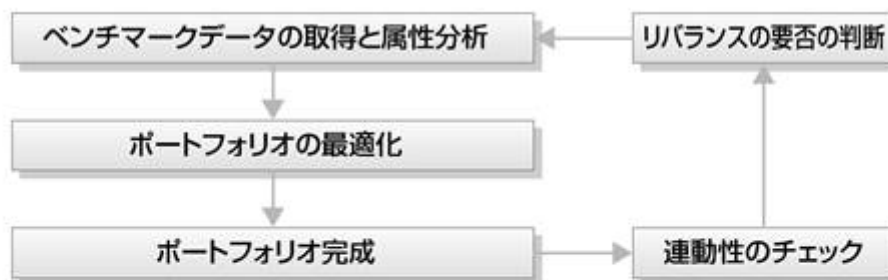 ベンチマークデータの取得と属性分析
リバランスの要否の判断
ポートフォリオの最適化
ポートフォリオ完成
連動性のチェック